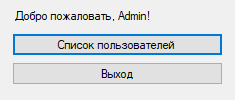 Добро пожаловать, Admin!
Список пользователей
Выход